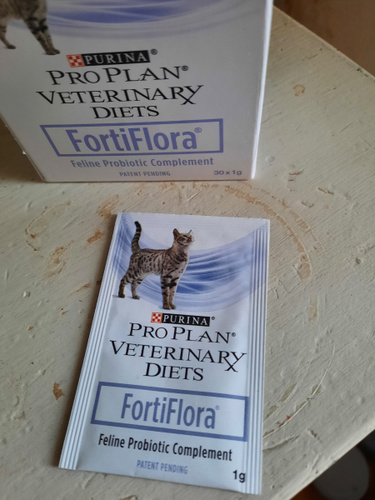 PURINA®
PRO PLAN®
VETERINARY
DIETS
FortiFlora®
Feline Probiotic Complement
PATENT PENDING
30 x 1g
PURINA®
PRO PLAN®
VETERINARY
DIETS
FortiFlora®
Feline Probiotic Complement
PATENT PENDING
1g